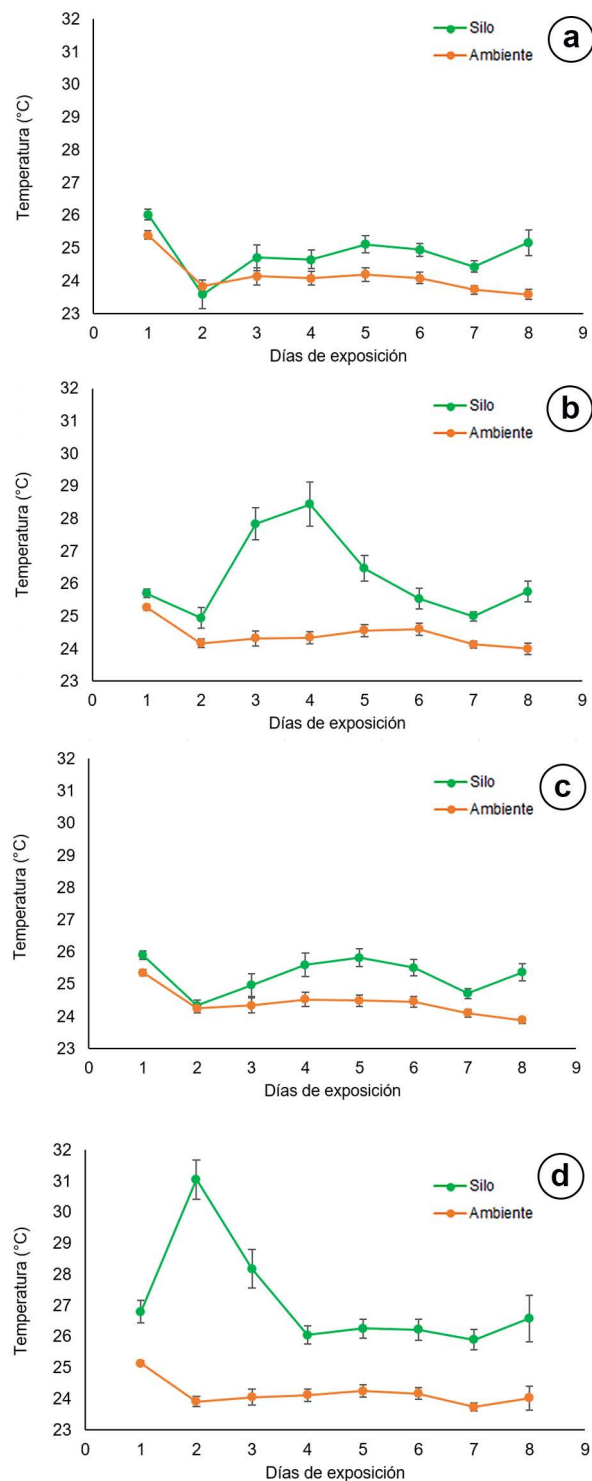 Silo
Ambiente
a
Temperatura (°C)
32
31
30
29
28
27
26
25
24
23
0 1 2 3 4 5 6 7 8 9
Días de exposición
Silo
Ambiente
b
Temperatura (°C)
32
31
30
29
28
27
26
25
24
23
0 1 2 3 4 5 6 7 8 9
Días de exposición
Silo
Ambiente
c
Temperatura (°C)
32
31
30
29
28
27
26
25
24
23
0 1 2 3 4 5 6 7 8 9
Días de exposición
Silo
Ambiente
d
Temperatura (°C)
32
31
30
29
28
27
26
25
24
23
0 1 2 3 4 5 6 7 8 9
Días de exposición